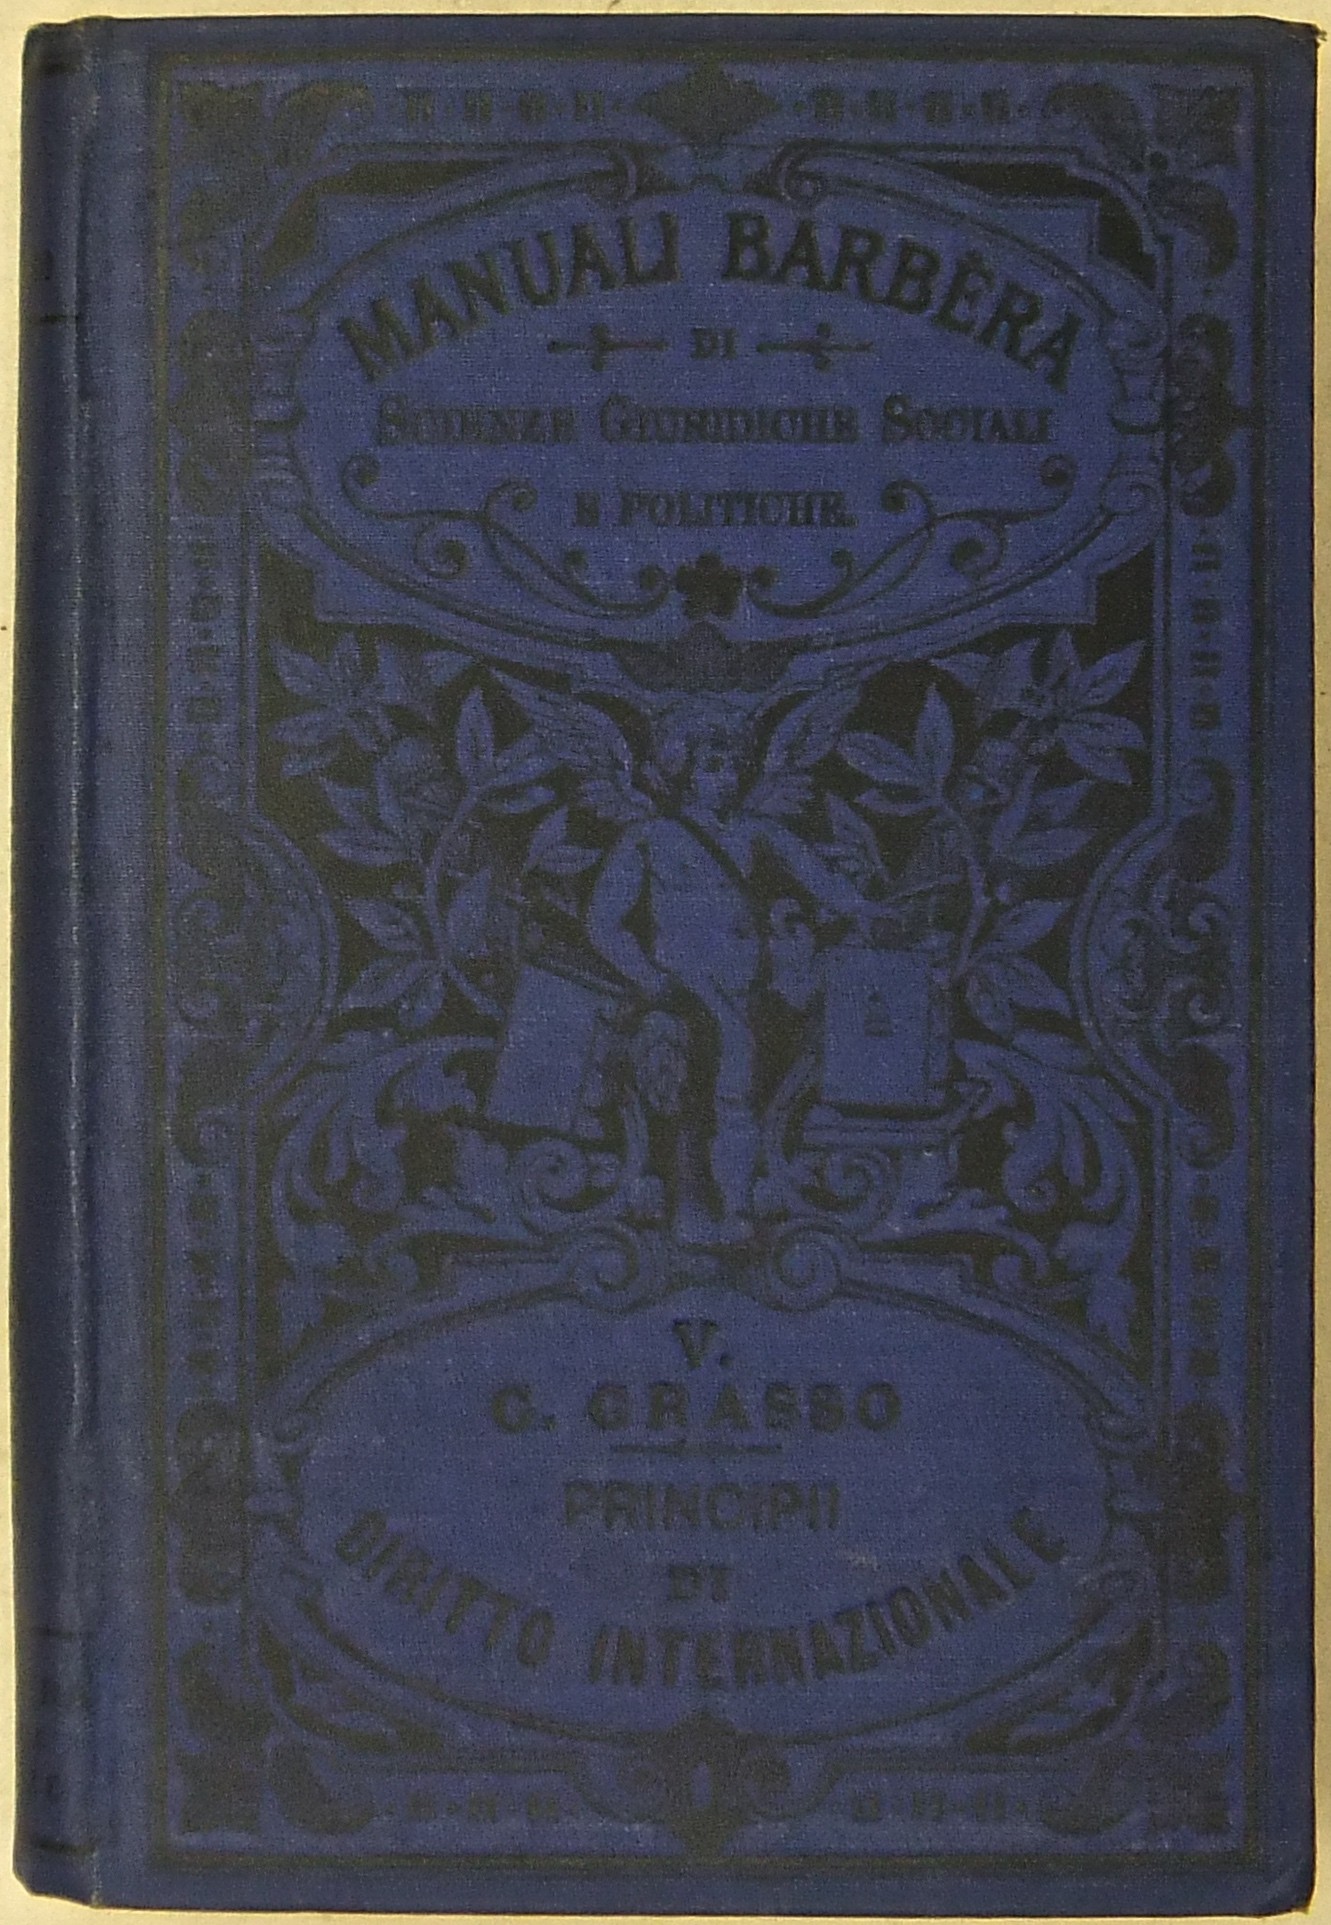 MANUALI BARBÈRA
DI
SCIENZE GIURIDICHE SOCIALI
E POLITICHE.
V.
G. GRASSO
PRINCIPII
DI
DIRITTO INTERNAZIONALE